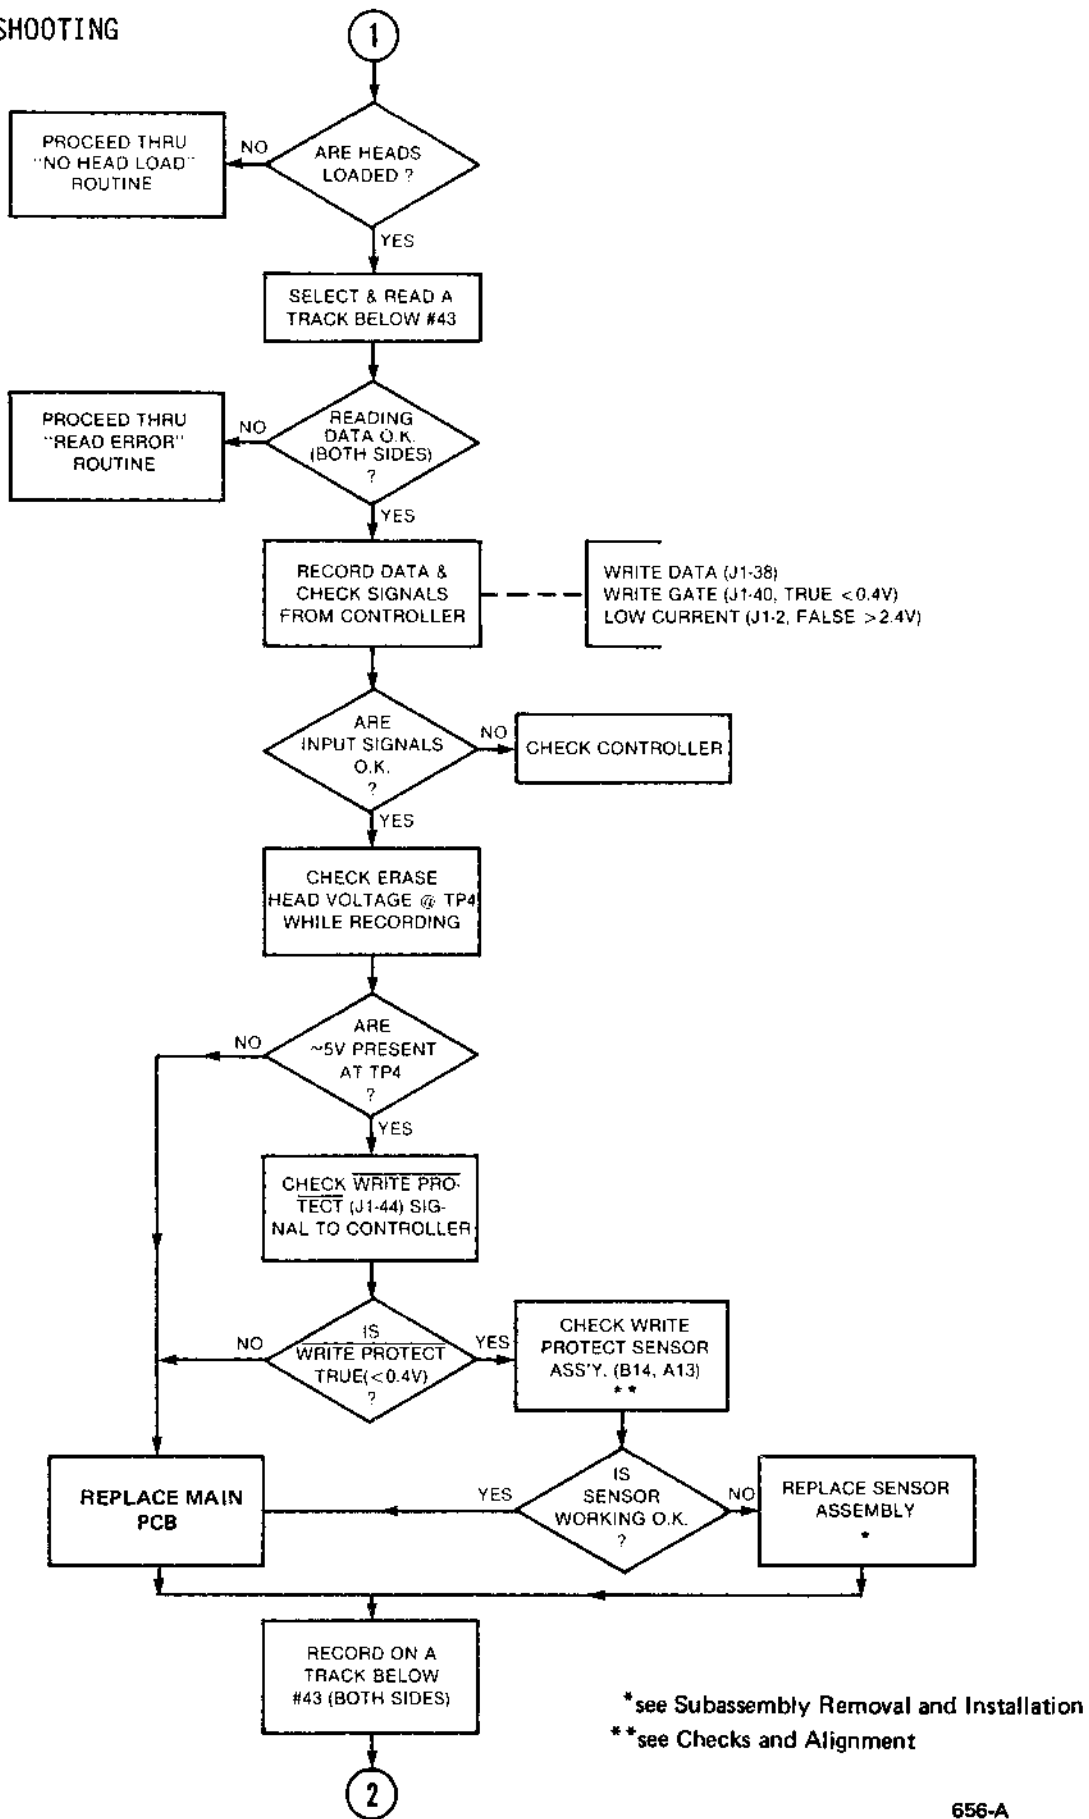 SHOOTING
1
PROCEED THRU
"NO HEAD LOAD"
ROUTINE
NO
ARE HEADS
LOADED ?
YES
SELECT & READ A
TRACK BELOW #43
PROCEED THRU
"READ ERROR"
ROUTINE
NO
READING
DATA O.K.
(BOTH SIDES)
?
YES
RECORD DATA &
CHECK SIGNALS
FROM CONTROLLER
WRITE DATA (J1-38)
WRITE GATE (J1-40, TRUE <0.4V)
LOW CURRENT (J1-2, FALSE >2.4V)
ARE
INPUT SIGNALS
O.K.
?
NO
CHECK CONTROLLER
YES
CHECK ERASE
HEAD VOLTAGE @ TP4
WHILE RECORDING
NO
ARE
~5V PRESENT
AT TP4
?
YES
CHECK WRITE PRO-
TECT (J1-44) SIG-
NAL TO CONTROLLER
NO
IS
WRITE PROTECT
TRUE(<0.4V)
?
YES
CHECK WRITE
PROTECT SENSOR
ASS'Y. (B14, A13)
**
REPLACE MAIN
PCB
YES
IS
SENSOR
WORKING O.K.
?
NO
REPLACE SENSOR
ASSEMBLY
*
RECORD ON A
TRACK BELOW
#43 (BOTH SIDES)
*see Subassembly Removal and Installation
**see Checks and Alignment
2
656-A